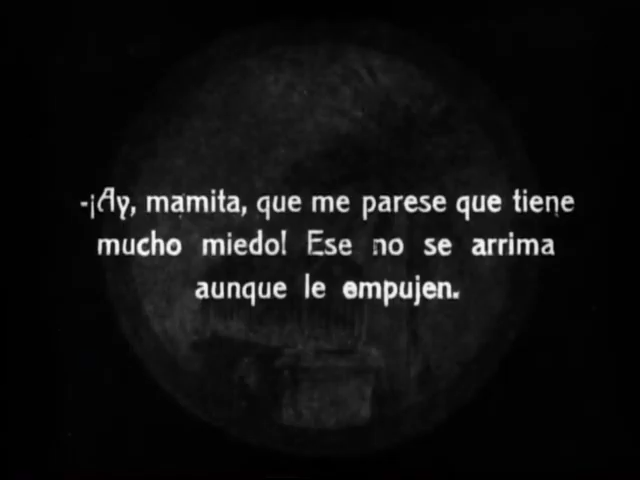 -¡Ay, mamita, que me parese que tiene
mucho miedo! Ese no se arrima
aunque le empujen.